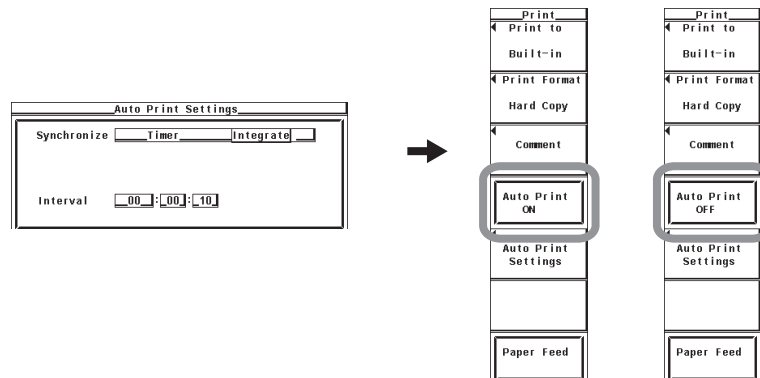 Auto Print Settings
Synchronize Timer Integrate
Interval 00 : 00 : 10
Print
Print to
Built-in
Print Format
Hard Copy
Comment
Auto Print
ON
Auto Print
Settings
Paper Feed
Print
Print to
Built-in
Print Format
Hard Copy
Comment
Auto Print
OFF
Auto Print
Settings
Paper Feed